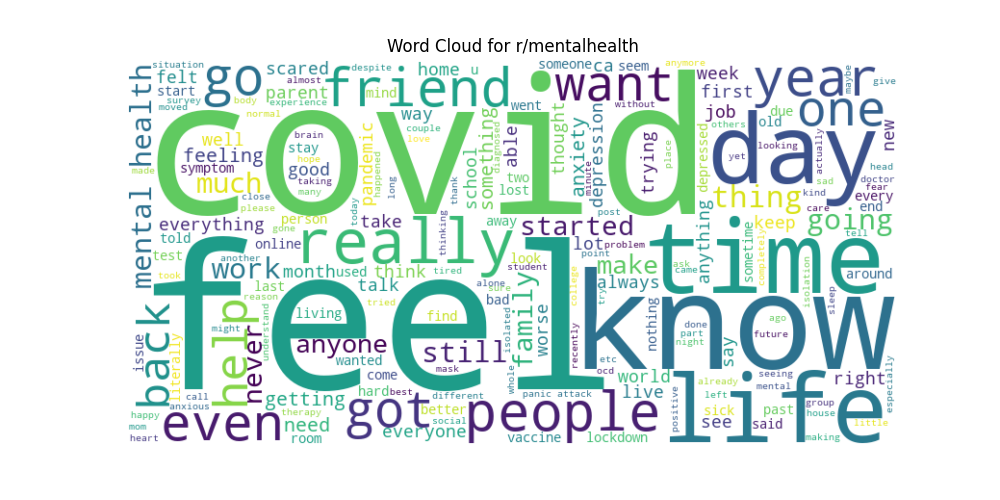 Word Cloud for r/mentalhealth
situation
felt
start
survey
moved
go
scared
almost
body
parent
experience
despite
mind
home
u
friend
someone
ca
seem
want
without
anymore
week
first
year
maybe
give
one
new
mental health
made
covid
normal
well
feeling
symptom
much
brain
stay
hope
good
taking
many
close
please
pandemic
happened
way
couple
love
long
thank
school
something
diagnosed
went
able
two
lost
thought
minute
anxiety
depression
trying
place
depressed
job
others
due
old
yet
looking
actually
day
head
doctor
fear
every
sad
kind
care
end
thing
keep
going
everything
told
test
took
person
gone
today
take
thinking
away
started
post
lot
problem
point
anything
sometime
completely
tell
really
time
online
another
work
last
reason
month
used
think
tired
talk
tried
look
student
alone
sure
bad
isolated
family
worse
college
try
make
always
ask
came
isolation
sleep
around
back
issue
literally
might
help
never
understand
feel
living
anyone
wanted
come
find
still
mask
whole
recently
know
nothing
done
part
night
ago
future
say
seeing
mental
right
especially
call
anxious
happy
mom
heart
even
getting
therapy
need
room
hard
best
got
everyone
better
social
different
people
panic attack
vaccine
etc
ocd
world
live
lockdown
positive
already
left
sick
see
past
said
group
house
making
life
little